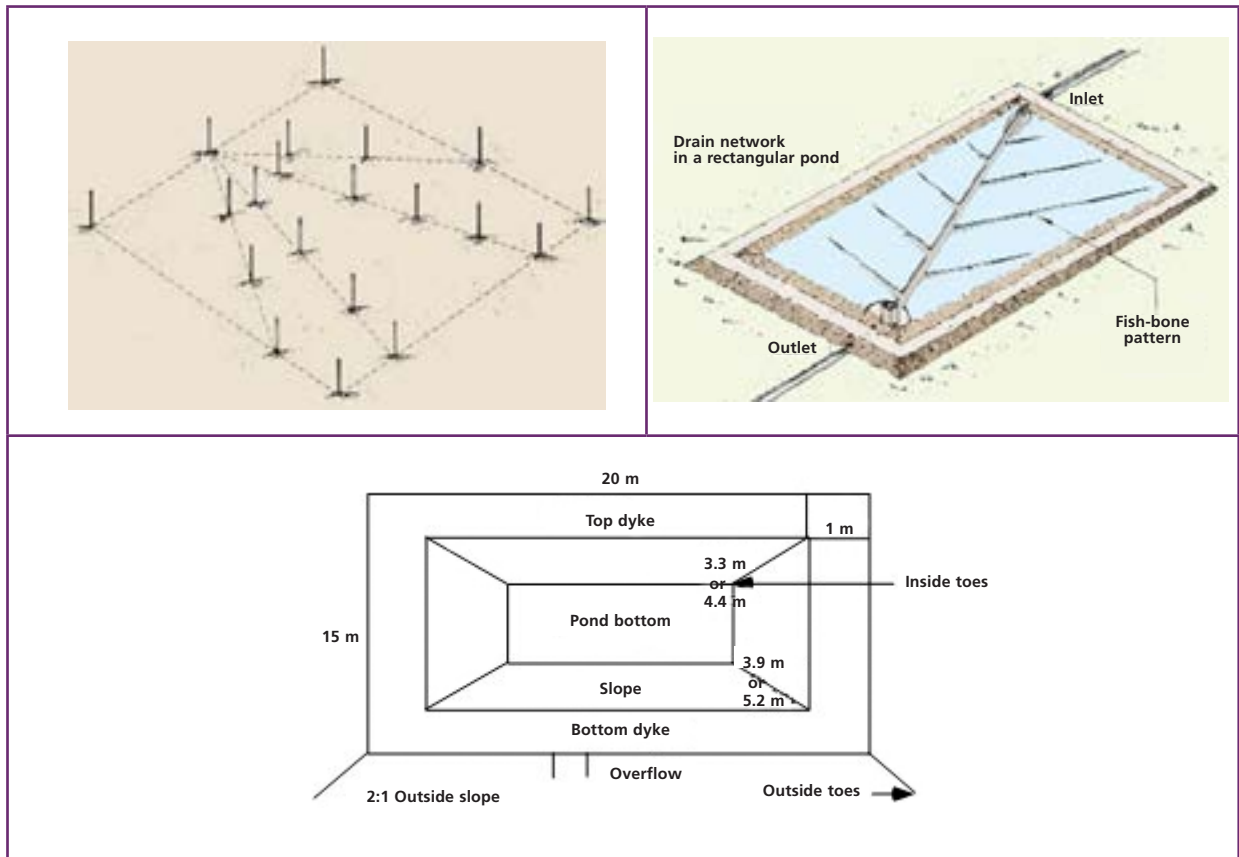 Inlet
Drain network
in a rectangular pond
Fish-bone
pattern
Outlet
20 m
Top dyke
1 m
3.3 m
or
4.4 m
Inside toes
Pond bottom
15 m
3.9 m
or
5.2 m
Slope
Bottom dyke
Overflow
2:1 Outside slope
Outside toes